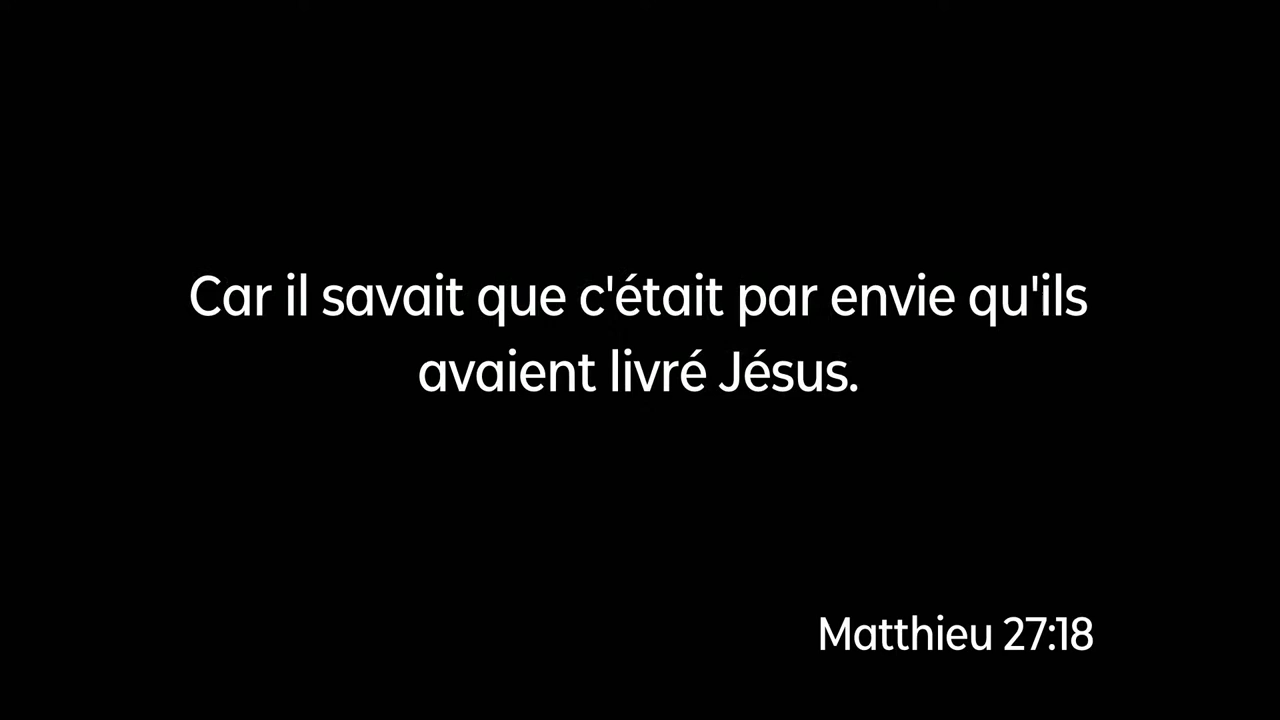 Car il savait que c'était par envie qu'ils
avaient livré Jésus.
Matthieu 27:18